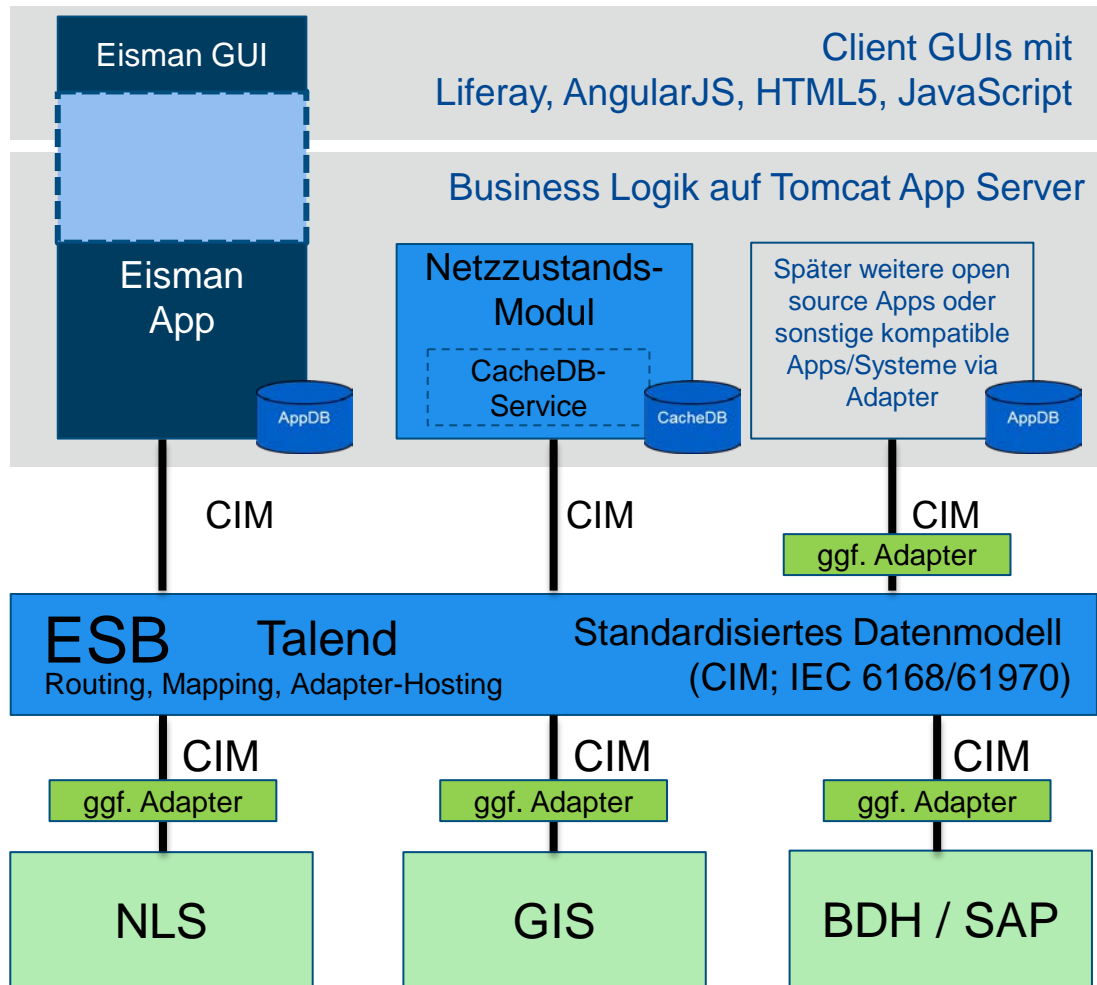 Eisman GUI
Client GUIs mit
Liferay, AngularJS, HTML5, JavaScript
Business Logik auf Tomcat App Server
Eisman
App
AppDB
Netzzustands-
Modul
CacheDB-
Service
CacheDB
Später weitere open
source Apps oder
sonstige kompatible
Apps/Systeme via
Adapter
AppDB
CIM
CIM
CIM
ggf. Adapter
ESB Talend
Routing, Mapping, Adapter-Hosting
Standardisiertes Datenmodell
(CIM; IEC 6168/61970)
CIM
CIM
CIM
ggf. Adapter
ggf. Adapter
ggf. Adapter
NLS
GIS
BDH / SAP